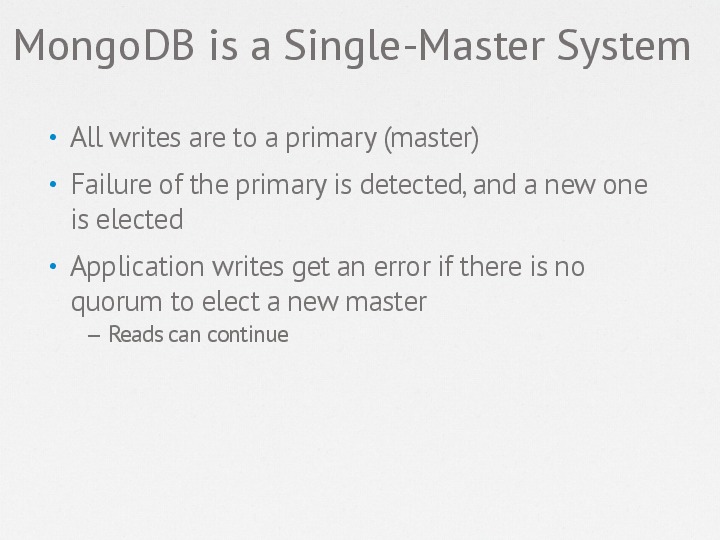 MongoDB is a Single-Master System
• All writes are to a primary (master)
• Failure of the primary is detected, and a new one
is elected
• Application writes get an error if there is no
quorum to elect a new master
– Reads can continue